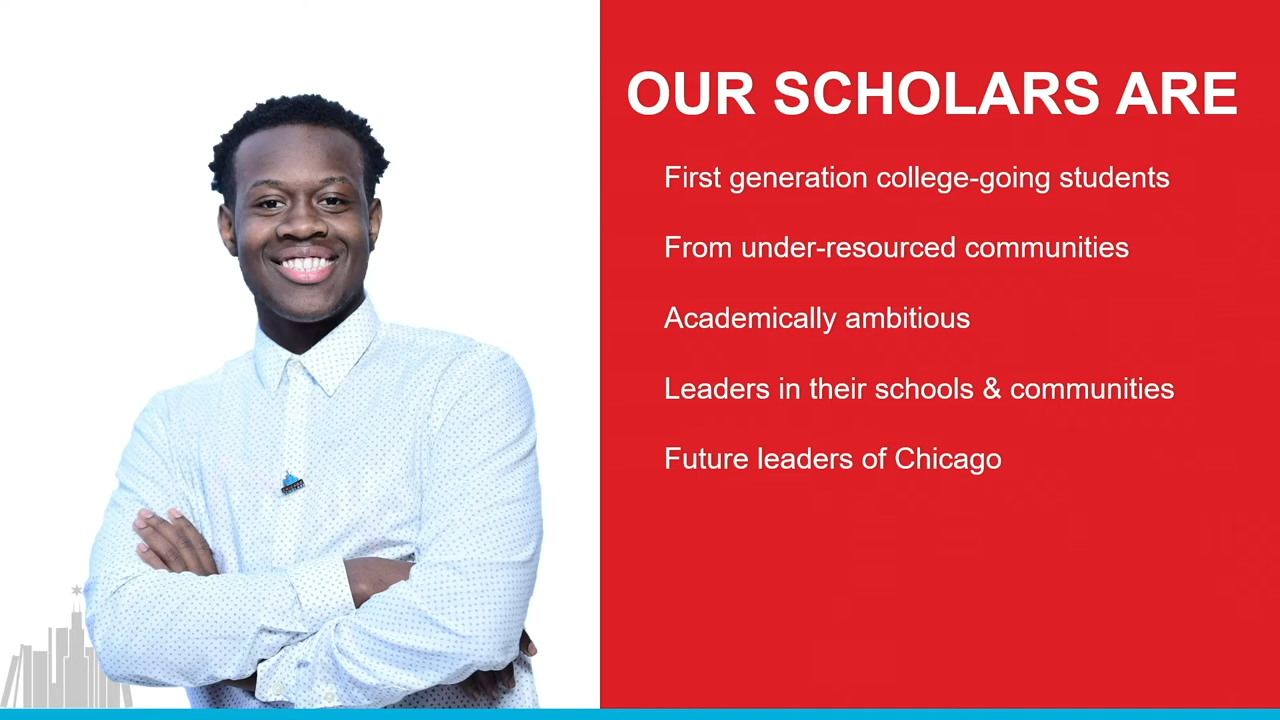 OUR SCHOLARS ARE
First generation college-going students
From under-resourced communities
Academically ambitious
Leaders in their schools & communities
Future leaders of Chicago